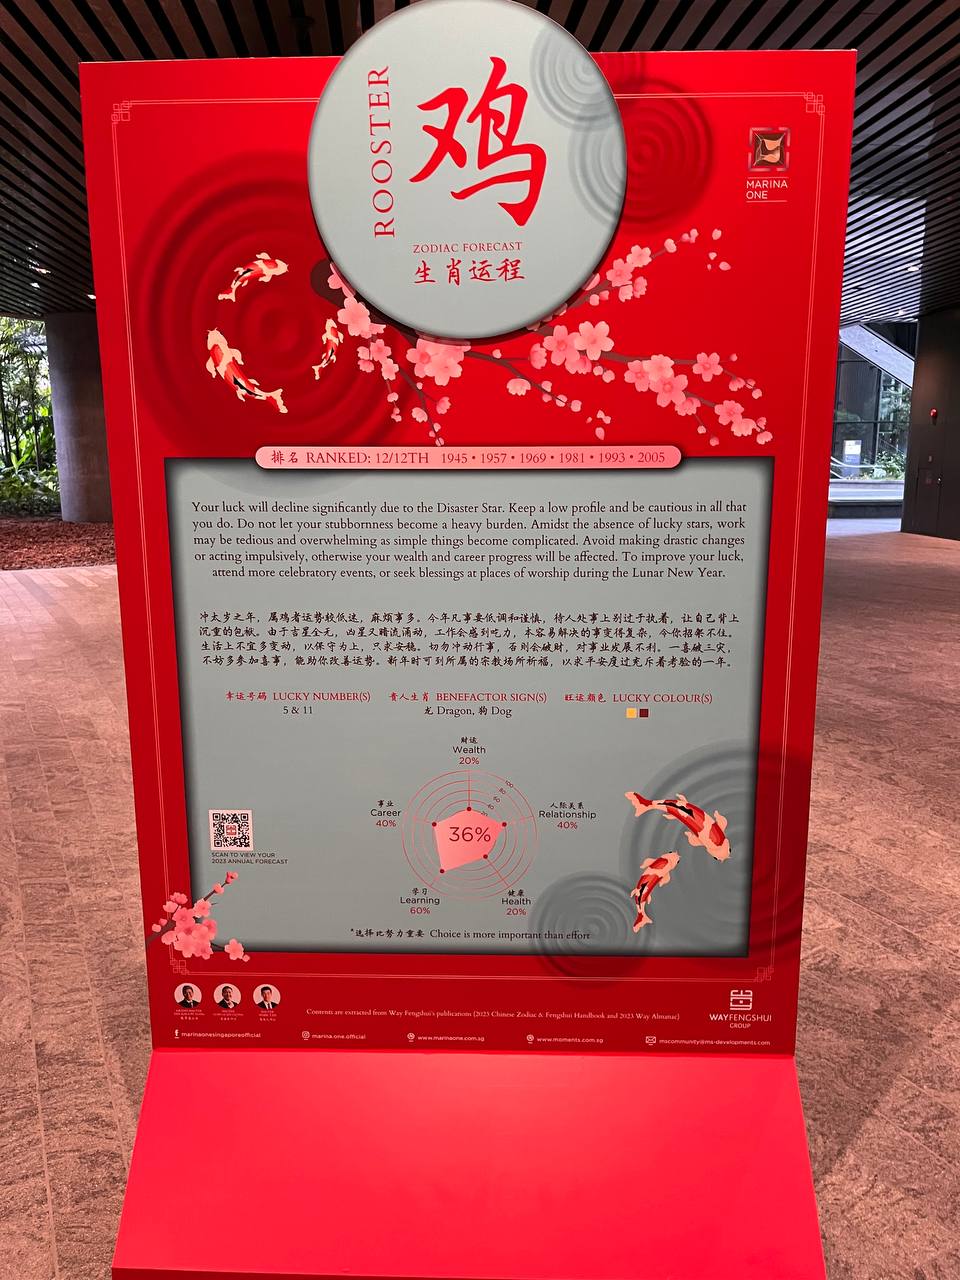 ROOSTER
鸡
ZODIAC FORECAST
生肖运程
MARINA
ONE
排名 RANKED: 12/12TH 1945 • 1957 • 1969 • 1981 • 1993 • 2005
Your luck will decline significantly due to the Disaster Star. Keep a low profile and be cautious in all that
you do. Do not let your stubbornness become a heavy burden. Amidst the absence of lucky stars, work
may be tedious and overwhelming as simple things become complicated. Avoid making drastic changes
or acting impulsively, otherwise your wealth and career progress will be affected. To improve your luck,
attend more celebratory events, or seek blessings at places of worship during the Lunar New Year.
冲太岁之年，属鸡者运势较低迷，麻烦事多。今年凡事要低调和谨慎，待人处事上别过于执着，让自己背上
沉重的包袱。由于吉星全无，凶星又暗流涌动，工作会感到吃力，本容易解决的事变得复杂，令你招架不住。
生活上不宜多变动，以保守为上，只求安稳。切勿冲动行事，否则会破财，对事业发展不利。一喜破三灾，
不妨多参加喜事，能助你改善运势。新年时可到所属的宗教场所祈福，以求平安度过充斥着考验的一年。
幸运号码 LUCKY NUMBER(S) 贵人生肖 BENEFACTOR SIGN(S) 旺运颜色 LUCKY COLOUR(S)
5 & 11 龙 Dragon, 狗 Dog
财运
Wealth
20%
事业
Career
40%
人际关系
Relationship
40%
100
80
60
40
36%
学习
Learning
60%
健康
Health
20%
SCAN TO VIEW YOUR
2023 ANNUAL FORECAST
*选择比努力重要 Choice is more important than effort
Contents are extracted from Way Fengshui's publications (2023 Chinese Zodiac & Fengshui Handbook and 2023 Way Almanac)
WAYFENGSHUI
GROUP
marinaonesingaporeofficial marina.one.official www.marinaone.com.sg www.moments.com.sg mscommunity@ms-developments.com